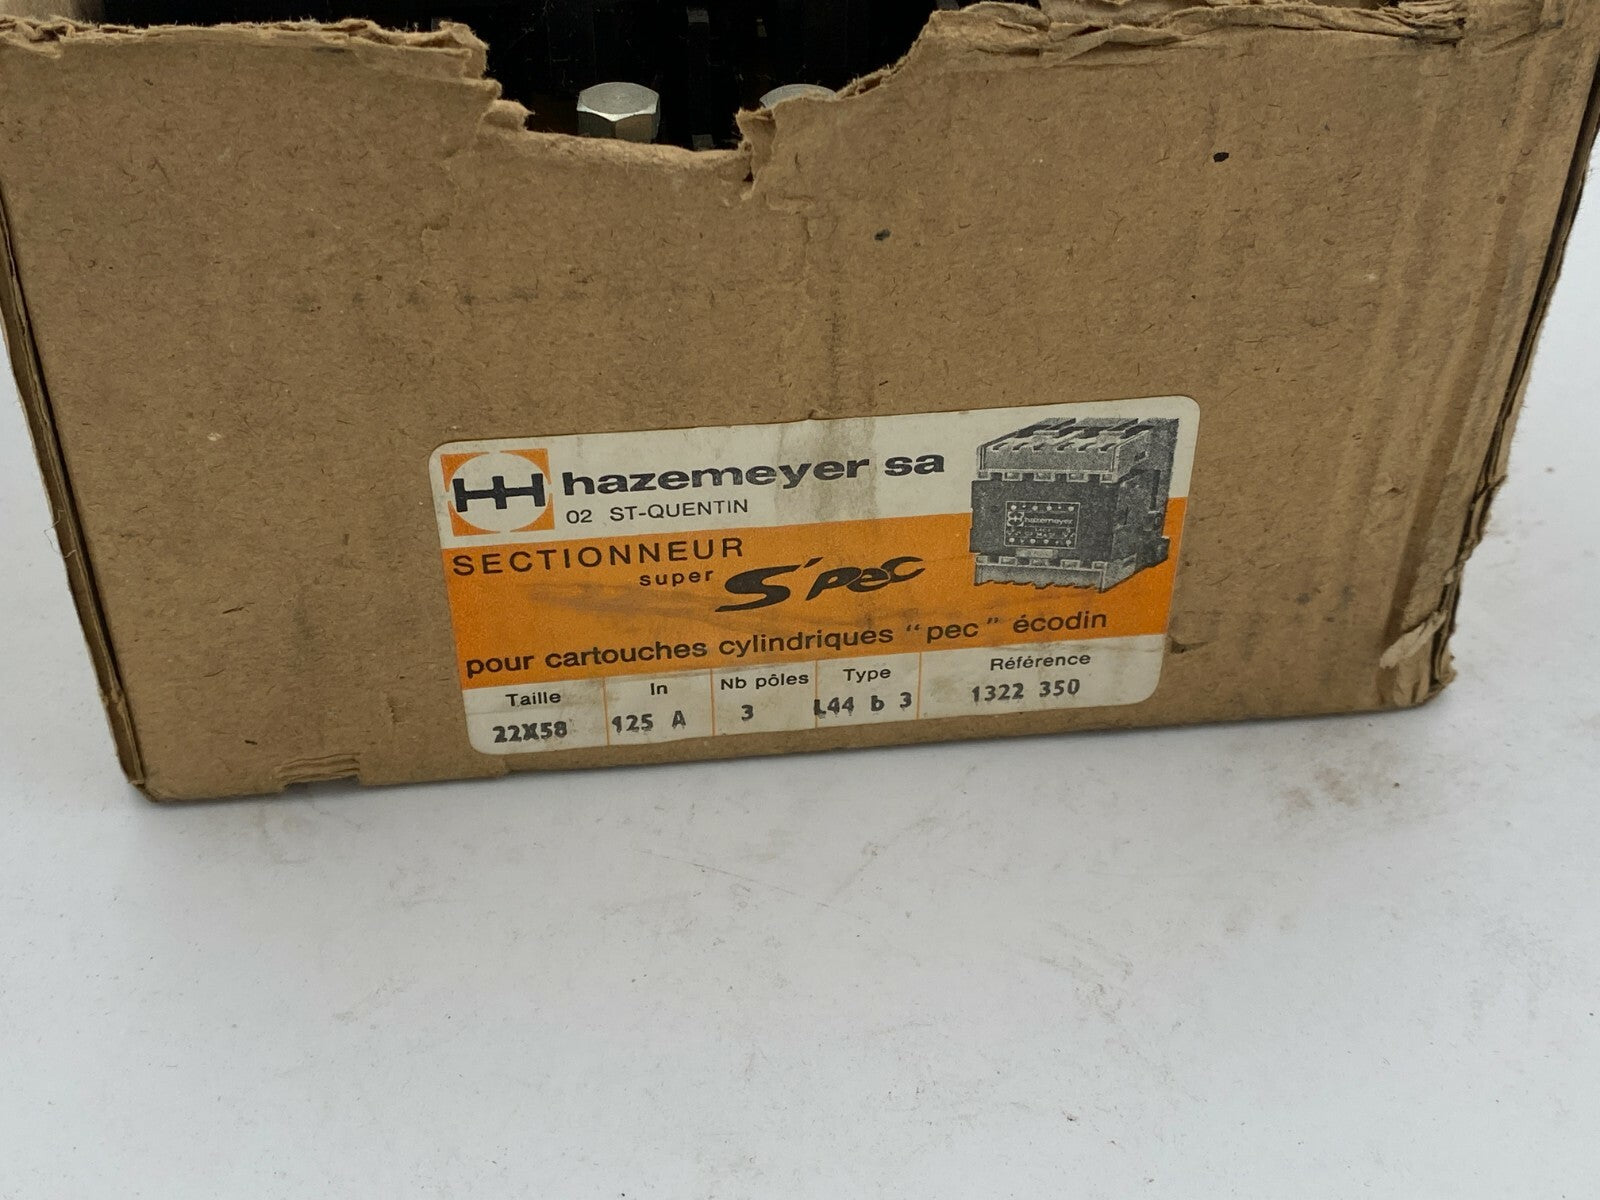 hazemeyer sa
02 ST-QUENTIN
SECTIONNEUR
super S'Pec
hazemeyer
pour cartouches cylindriques "pec" écodin
Taille In Nb pôles Type Référence
22X58 125 A 3 L44 b 3 1322 350